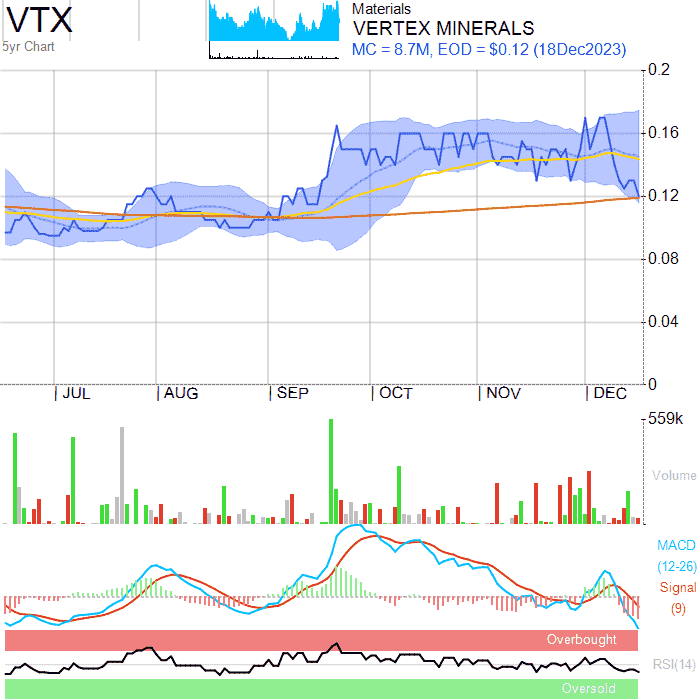 VTX
5yr Chart
Materials
VERTEX MINERALS
MC = 8.7M, EOD = $0.12 (18Dec2023)
0.2
0.16
0.12
0.08
0.04
0
JUL AUG SEP OCT NOV DEC
559k
Volume
MACD
(12-26)
Signal
(9)
Overbought
RSI(14)
Oversold